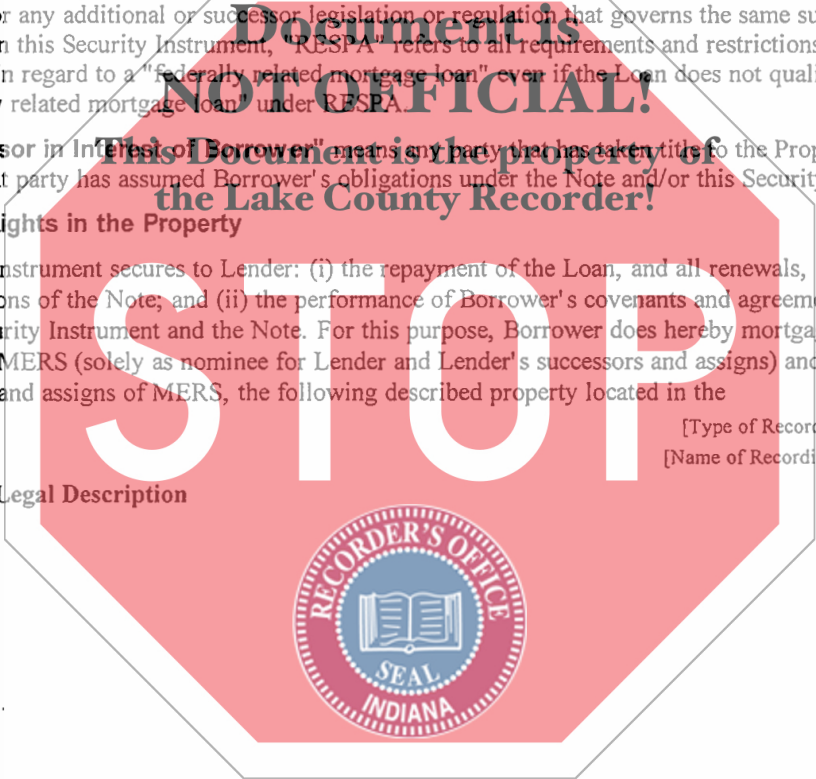 r any additional or successor legislation or regulation that governs the same su
n this Security Instrument, "RESPA" refers to all requirements and restrictions
n regard to a "federally related mortgage loan" even if the Loan does not quali
related mortgage loan" under RESPA.
Document is
NOT OFFICIAL!
This Document is the property of
the Lake County Recorder!
sor in Interest of Borrower" means any party that has taken title to the Prop
t party has assumed Borrower's obligations under the Note and/or this Security
ights in the Property
nstrument secures to Lender: (i) the repayment of the Loan, and all renewals,
ns of the Note; and (ii) the performance of Borrower's covenants and agreeme
rity Instrument and the Note. For this purpose, Borrower does hereby mortga
MERS (solely as nominee for Lender and Lender's successors and assigns) and
and assigns of MERS, the following described property located in the
STOP
[Type of Record
[Name of Recordi
Legal Description
RECORDER'S OFFICE
SEAL
INDIANA